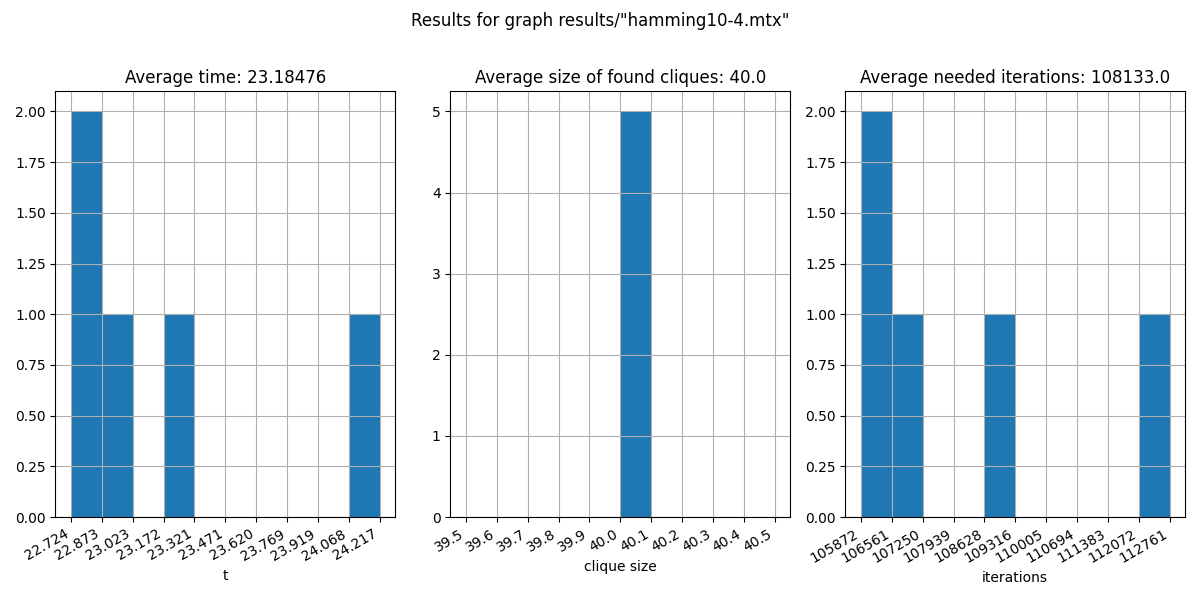 Results for graph results/"hamming10-4.mtx"
Average time: 23.18476
2.00
1.75
1.50
1.25
1.00
0.75
0.50
0.25
0.00
22.724 22.873 23.023 23.172 23.321 23.471 23.620 23.769 23.919 24.068 24.217
t
Average size of found cliques: 40.0
5
4
3
2
1
0
39.5 39.6 39.7 39.8 39.9 40.0 40.1 40.2 40.3 40.4 40.5
clique size
Average needed iterations: 108133.0
2.00
1.75
1.50
1.25
1.00
0.75
0.50
0.25
0.00
105872 106561 107250 107939 108628 109316 110005 110694 111383 112072 112761
iterations